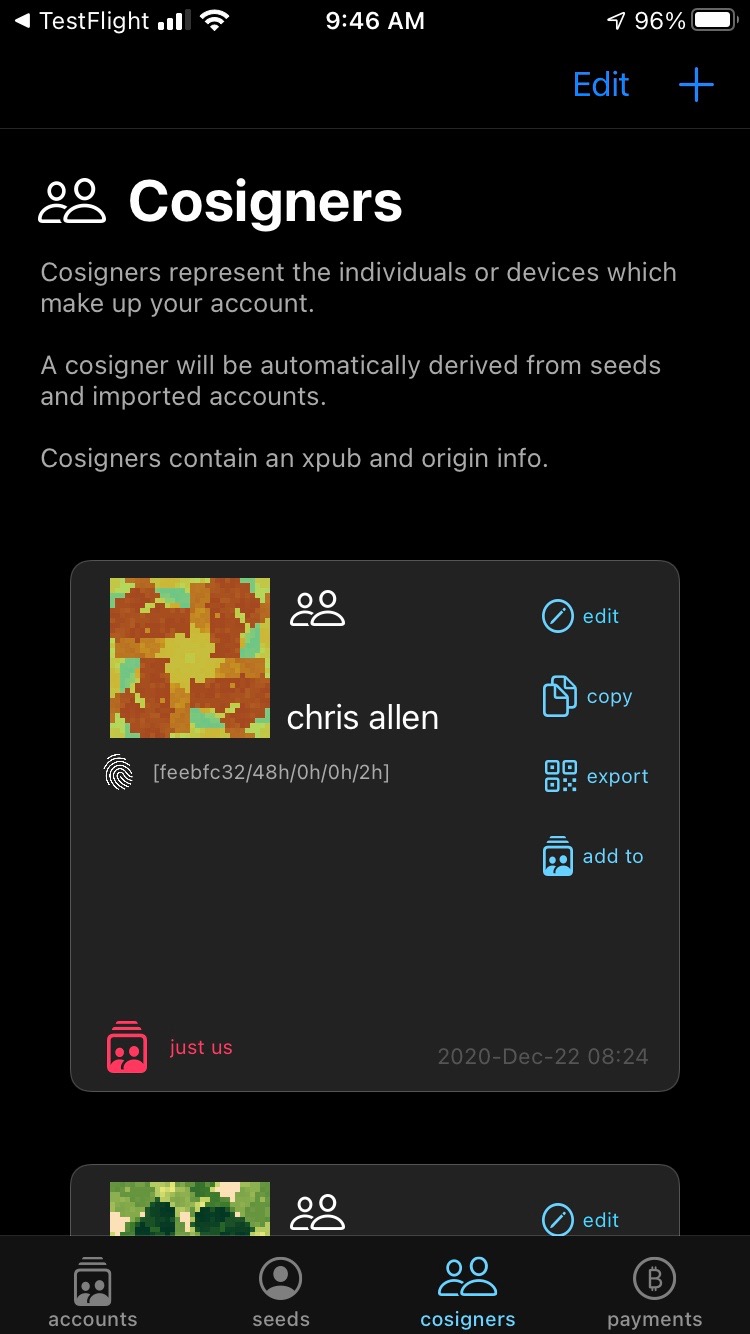 TestFlight 9:46 AM 96%
Edit
Cosigners
Cosigners represent the individuals or devices which
make up your account.
A cosigner will be automatically derived from seeds
and imported accounts.
Cosigners contain an xpub and origin info.
edit
copy
chris allen
[feebfc32/48h/0h/0h/2h]
export
add to
just us
2020-Dec-22 08:24
edit
accounts seeds cosigners payments